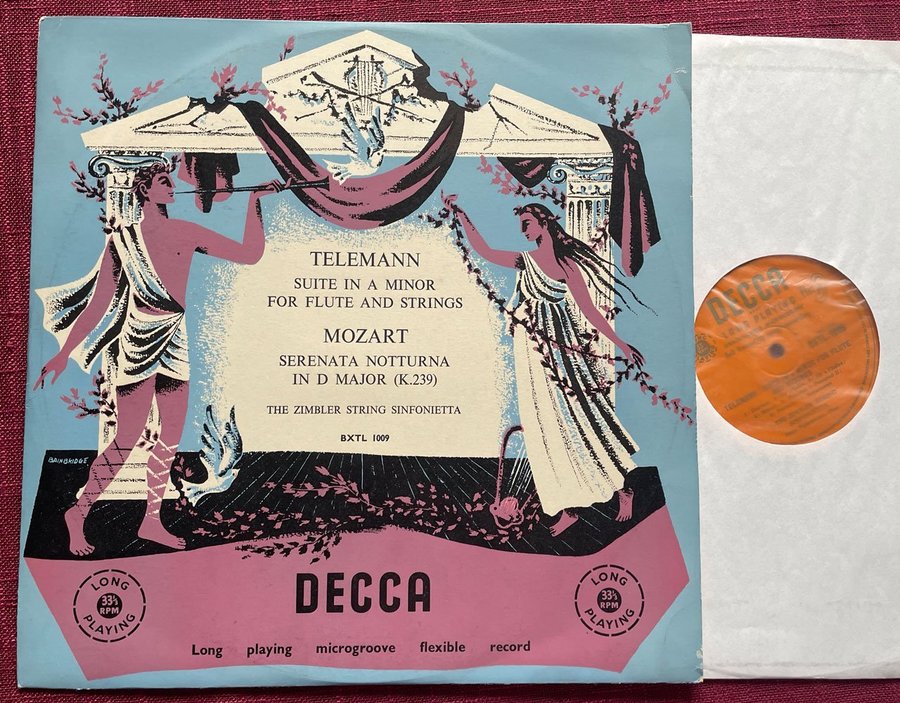 TELEMANN
SUITE IN A MINOR
FOR FLUTE AND STRINGS
MOZART
SERENATA NOTTURNA
IN D MAJOR (K.239)
THE ZIMBLER STRING SINFONIETTA
BXTL 1009
BAINBRIDGE
LONG
33⅓
RPM
PLAYING
DECCA
LONG
33⅓
RPM
PLAYING
Long playing microgroove flexible record
DECCA
LONG PLAYING